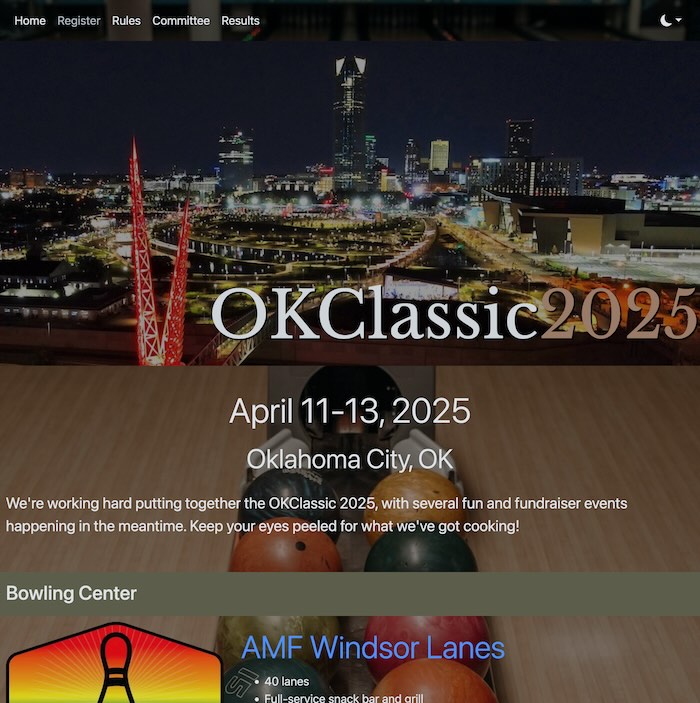 Home Register Rules Committee Results
OKClassic2025
April 11-13, 2025
Oklahoma City, OK
We're working hard putting together the OKClassic 2025, with several fun and fundraiser events
happening in the meantime. Keep your eyes peeled for what we've got cooking!
Bowling Center
AMF Windsor Lanes
40 lanes
Full-service snack bar and grill